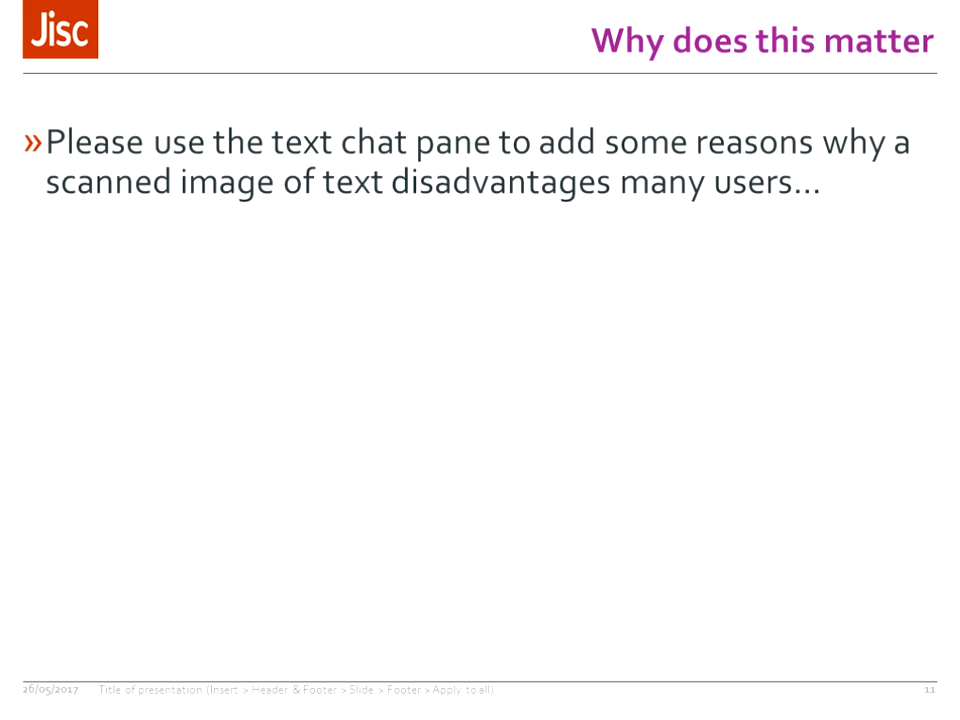 Jisc
Why does this matter
»Please use the text chat pane to add some reasons why a
scanned image of text disadvantages many users...
26/05/2017 Title of presentation (Insert > Header & Footer > Slide > Footer > Apply to all) 11